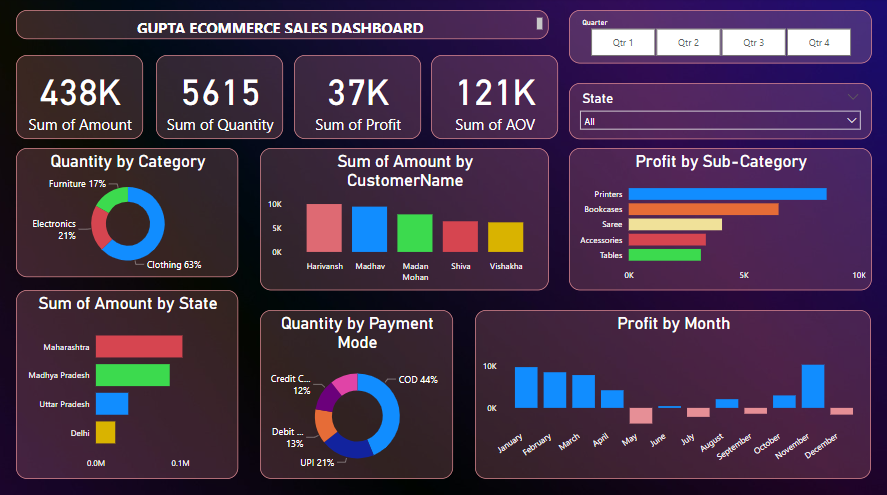 GUPTA ECOMMERCE SALES DASHBOARD
Quarter
Qtr 1
Qtr 2
Qtr 3
Qtr 4
438K
Sum of Amount
5615
Sum of Quantity
37K
Sum of Profit
121K
Sum of AOV
State
All
Quantity by Category
Furniture 17%
Electronics
21%
Clothing 63%
Sum of Amount by
CustomerName
10K
5K
0K
Harivansh
Madhav
Madan
Mohan
Shiva
Vishakha
Profit by Sub-Category
Printers
Bookcases
Saree
Accessories
Tables
0K
5K
10K
Sum of Amount by State
Maharashtra
Madhya Pradesh
Uttar Pradesh
Delhi
0.0M
0.1M
Quantity by Payment
Mode
Credit C...
12%
COD 44%
Debit ...
13%
UPI 21%
Profit by Month
10K
0K
January
February
March
April
May
June
July
August
September
October
November
December